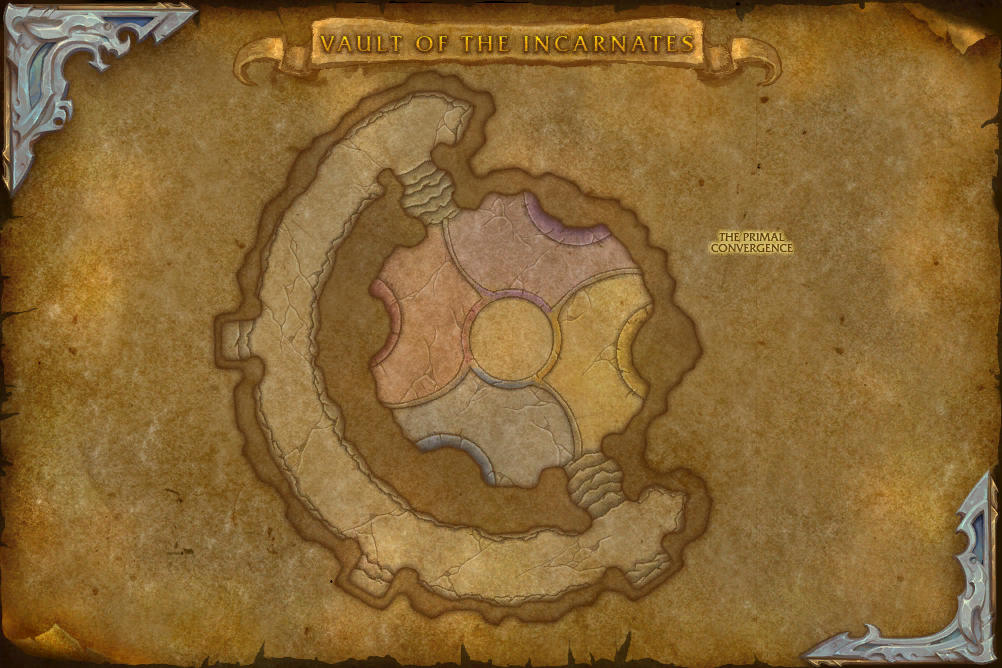 VAULT OF THE INCARNATES
THE PRIMAL
CONVERGENCE